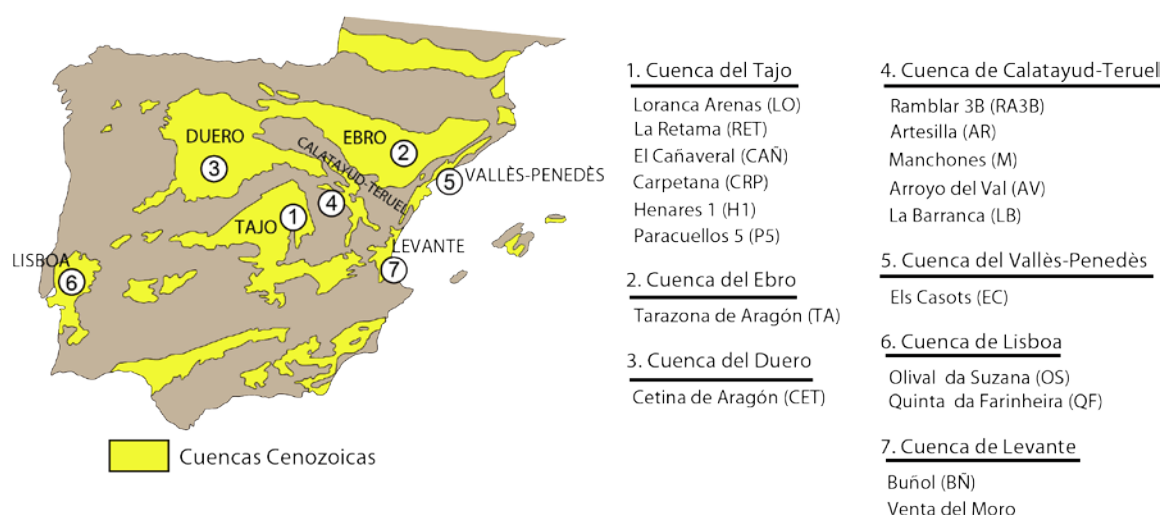 DUERO
3
EBRO
2
CALATAYUD-TERUEL
5
VALLÈS-PENEDÈS
4
1
TAJO
LEVANTE
7
LISBOA
6
Cuencas Cenozoicas
1. Cuenca del Tajo
Loranca Arenas (LO)
La Retama (RET)
El Cañaveral (CAÑ)
Carpetana (CRP)
Henares 1 (H1)
Paracuellos 5 (P5)
2. Cuenca del Ebro
Tarazona de Aragón (TA)
3. Cuenca del Duero
Cetina de Aragón (CET)
4. Cuenca de Calatayud-Teruel
Ramblar 3B (RA3B)
Artesilla (AR)
Manchones (M)
Arroyo del Val (AV)
La Barranca (LB)
5. Cuenca del Vallès-Penedès
Els Casots (EC)
6. Cuenca de Lisboa
Olival da Suzana (OS)
Quinta da Farinheira (QF)
7. Cuenca de Levante
Buñol (BÑ)
Venta del Moro